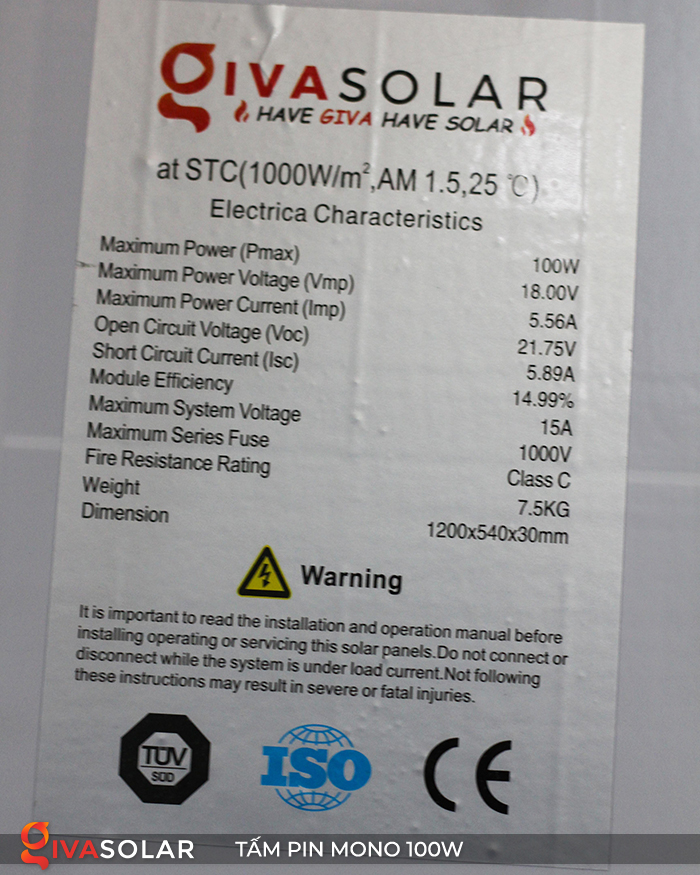 GIVASOLAR
HAVE GIVA HAVE SOLAR
at STC(1000W/m²,AM 1.5,25 ℃)
Electrica Characteristics
Maximum Power (Pmax) 100W
Maximum Power Voltage (Vmp) 18.00V
Maximum Power Current (Imp) 5.56A
Open Circuit Voltage (Voc) 21.75V
Short Circuit Current (Isc) 5.89A
Module Efficiency 14.99%
Maximum System Voltage 15A
Maximum Series Fuse 1000V
Fire Resistance Rating Class C
Weight 7.5KG
Dimension 1200x540x30mm
Warning
It is important to read the installation and operation manual before
installing operating or servicing this solar panels.Do not connect or
disconnect while the system is under load current.Not following
these instructions may result in severe or fatal injuries.
TÜV
SÜD
ISO
CE
GIVASOLAR TẤM PIN MONO 100W